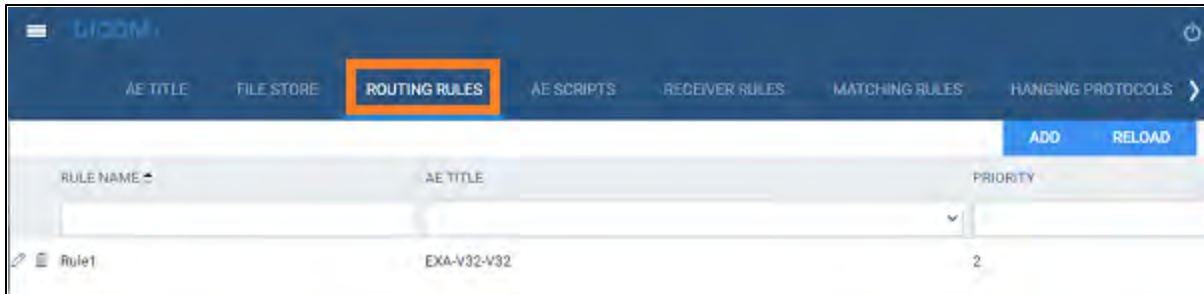 DICOM
AE TITLE FILE STORE ROUTING RULES AE SCRIPTS RECEIVER RULES MATCHING RULES HANGING PROTOCOLS
ADD RELOAD
RULE NAME AE TITLE PRIORITY
Rule1 EXA-V32-V32 2